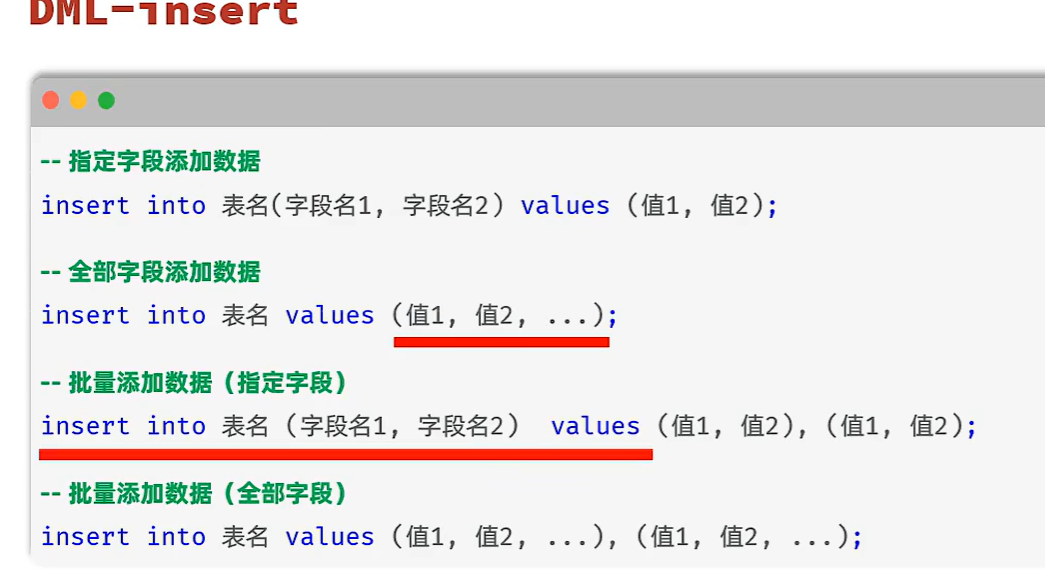 DML-insert
-- 指定字段添加数据
insert into 表名(字段名1, 字段名2) values (值1, 值2);
-- 全部字段添加数据
insert into 表名 values (值1, 值2, ...);
-- 批量添加数据（指定字段）
insert into 表名 (字段名1, 字段名2)  values (值1, 值2), (值1, 值2);
-- 批量添加数据（全部字段）
insert into 表名 values (值1, 值2, ...), (值1, 值2, ...);